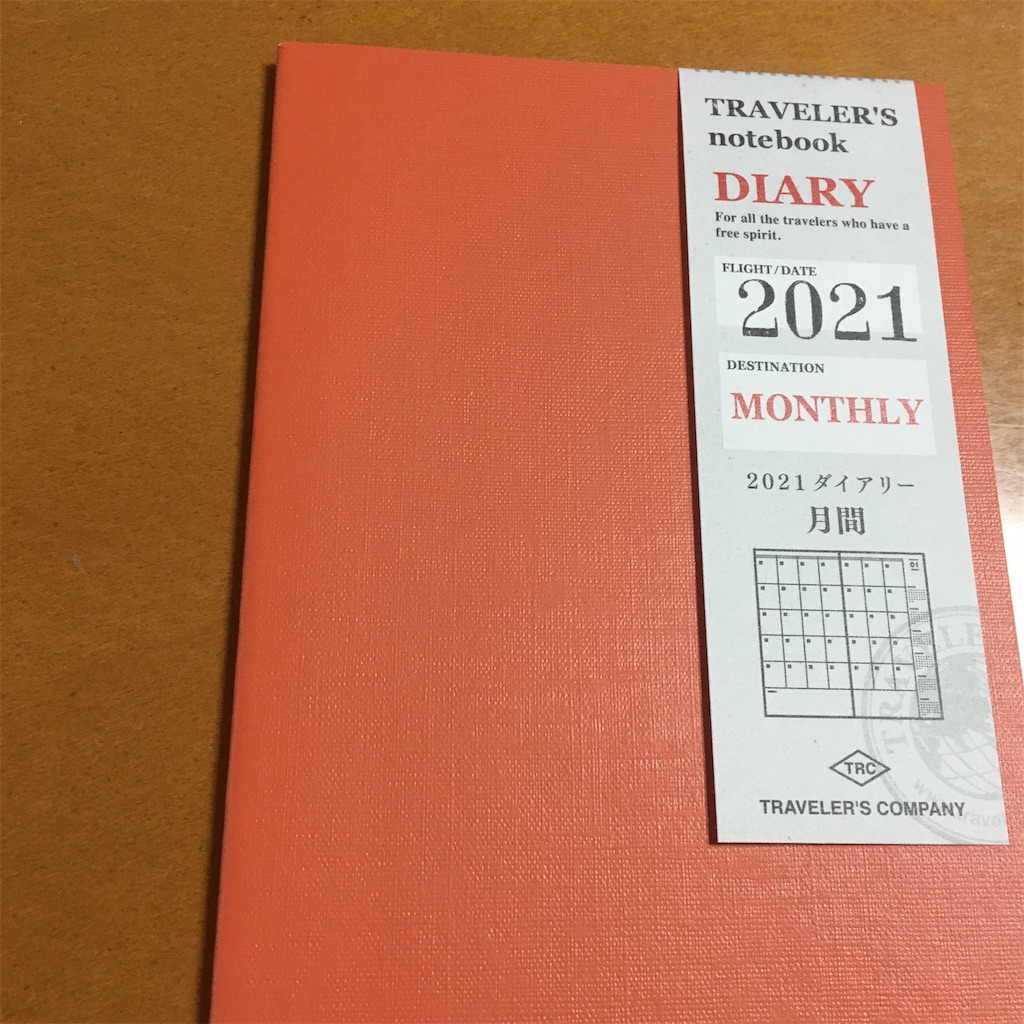 TRAVELER'S
notebook
DIARY
For all the travelers who have a
free spirit.
FLIGHT/DATE
2021
DESTINATION
MONTHLY
2021ダイアリー
月間
01
TRC
TRAVELER'S COMPANY